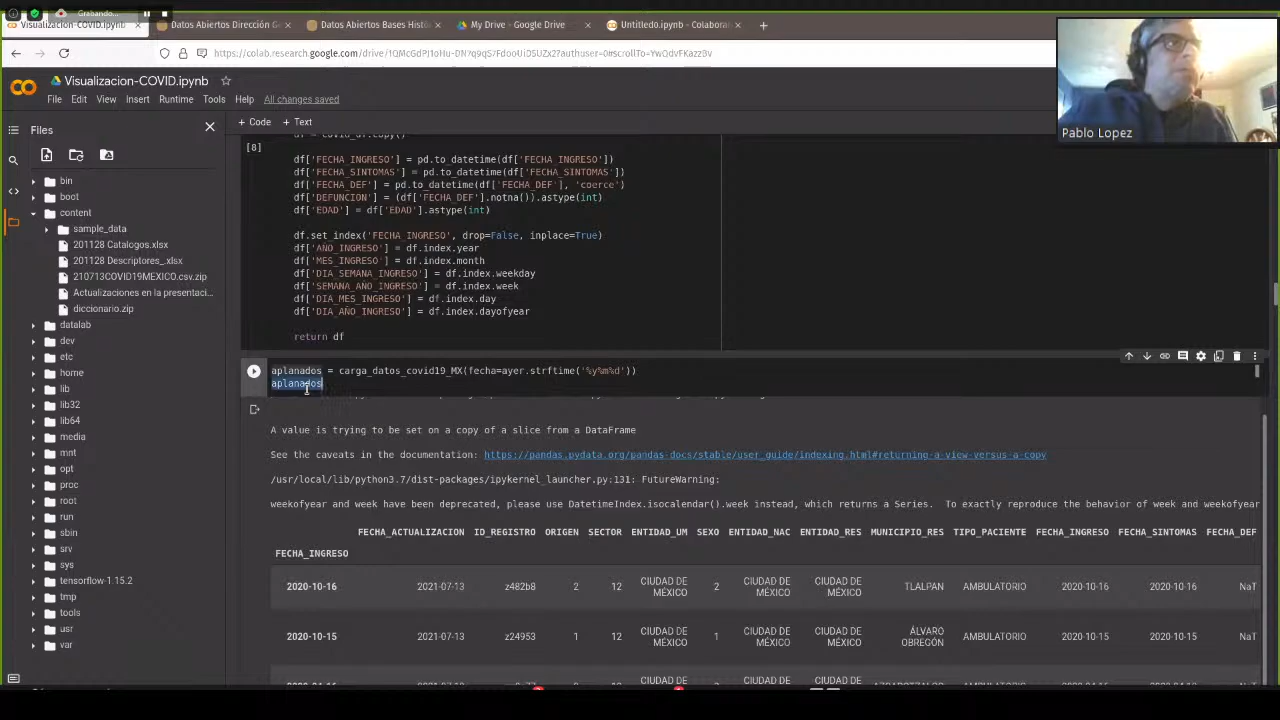 Grabando...
Visualizacion-COVID.ipynb
Datos Abiertos Dirección G
Datos Abiertos Bases Histó
My Drive - Google Drive
Untitled0.ipynb - Colabora
Visualizacion-COVID.ipynb
File Edit View Insert Runtime Tools Help All changes saved
Pablo Lopez
Files
+ Code + Text
bin
boot
content
sample_data
201128 Catalogos.xlsx
201128 Descriptores_.xlsx
210713COVID19MEXICO.csv.zip
Actualizaciones en la presentaci...
diccionario.zip
datalab
dev
etc
home
lib
lib32
lib64
media
mnt
opt
proc
root
run
sbin
srv
sys
tensorflow-1.15.2
tmp
tools
usr
var
df = covid_df.copy()
[8]
df['FECHA_INGRESO'] = pd.to_datetime(df['FECHA_INGRESO'])
df['FECHA_SINTOMAS'] = pd.to_datetime(df['FECHA_SINTOMAS'])
df['FECHA_DEF'] = pd.to_datetime(df['FECHA_DEF'], 'coerce')
df['DEFUNCION'] = (df['FECHA_DEF'].notna()).astype(int)
df['EDAD'] = df['EDAD'].astype(int)
df.set_index('FECHA_INGRESO', drop=False, inplace=True)
df['AÑO_INGRESO'] = df.index.year
df['MES_INGRESO'] = df.index.month
df['DIA_SEMANA_INGRESO'] = df.index.weekday
df['SEMANA_AÑO_INGRESO'] = df.index.week
df['DIA_MES_INGRESO'] = df.index.day
df['DIA_AÑO_INGRESO'] = df.index.dayofyear
return df
aplanados = carga_datos_covid19_MX(fecha=ayer.strftime('%y%m%d'))
aplanados
A value is trying to be set on a copy of a slice from a DataFrame
See the caveats in the documentation: https://pandas.pydata.org/pandas-docs/stable/user_guide/indexing.html#returning-a-view-versus-a-copy
/usr/local/lib/python3.7/dist-packages/ipykernel_launcher.py:131: FutureWarning:
weekofyear and week have been deprecated, please use DatetimeIndex.isocalendar().week instead, which returns a Series. To exactly reproduce the behavior of week and weekofyear
FECHA_ACTUALIZACION ID_REGISTRO ORIGEN SECTOR ENTIDAD_UM SEXO ENTIDAD_NAC ENTIDAD_RES MUNICIPIO_RES TIPO_PACIENTE FECHA_INGRESO FECHA_SINTOMAS FECHA_DEF
FECHA_INGRESO
2020-10-16 2021-07-13 z482b8 2 12 CIUDAD DE MÉXICO 2 CIUDAD DE MÉXICO CIUDAD DE MÉXICO TLALPAN AMBULATORIO 2020-10-16 2020-10-16 NaT
2020-10-15 2021-07-13 z24953 1 12 CIUDAD DE MÉXICO 1 CIUDAD DE MÉXICO CIUDAD DE MÉXICO ÁLVARO OBREGÓN AMBULATORIO 2020-10-15 2020-10-15 NaT